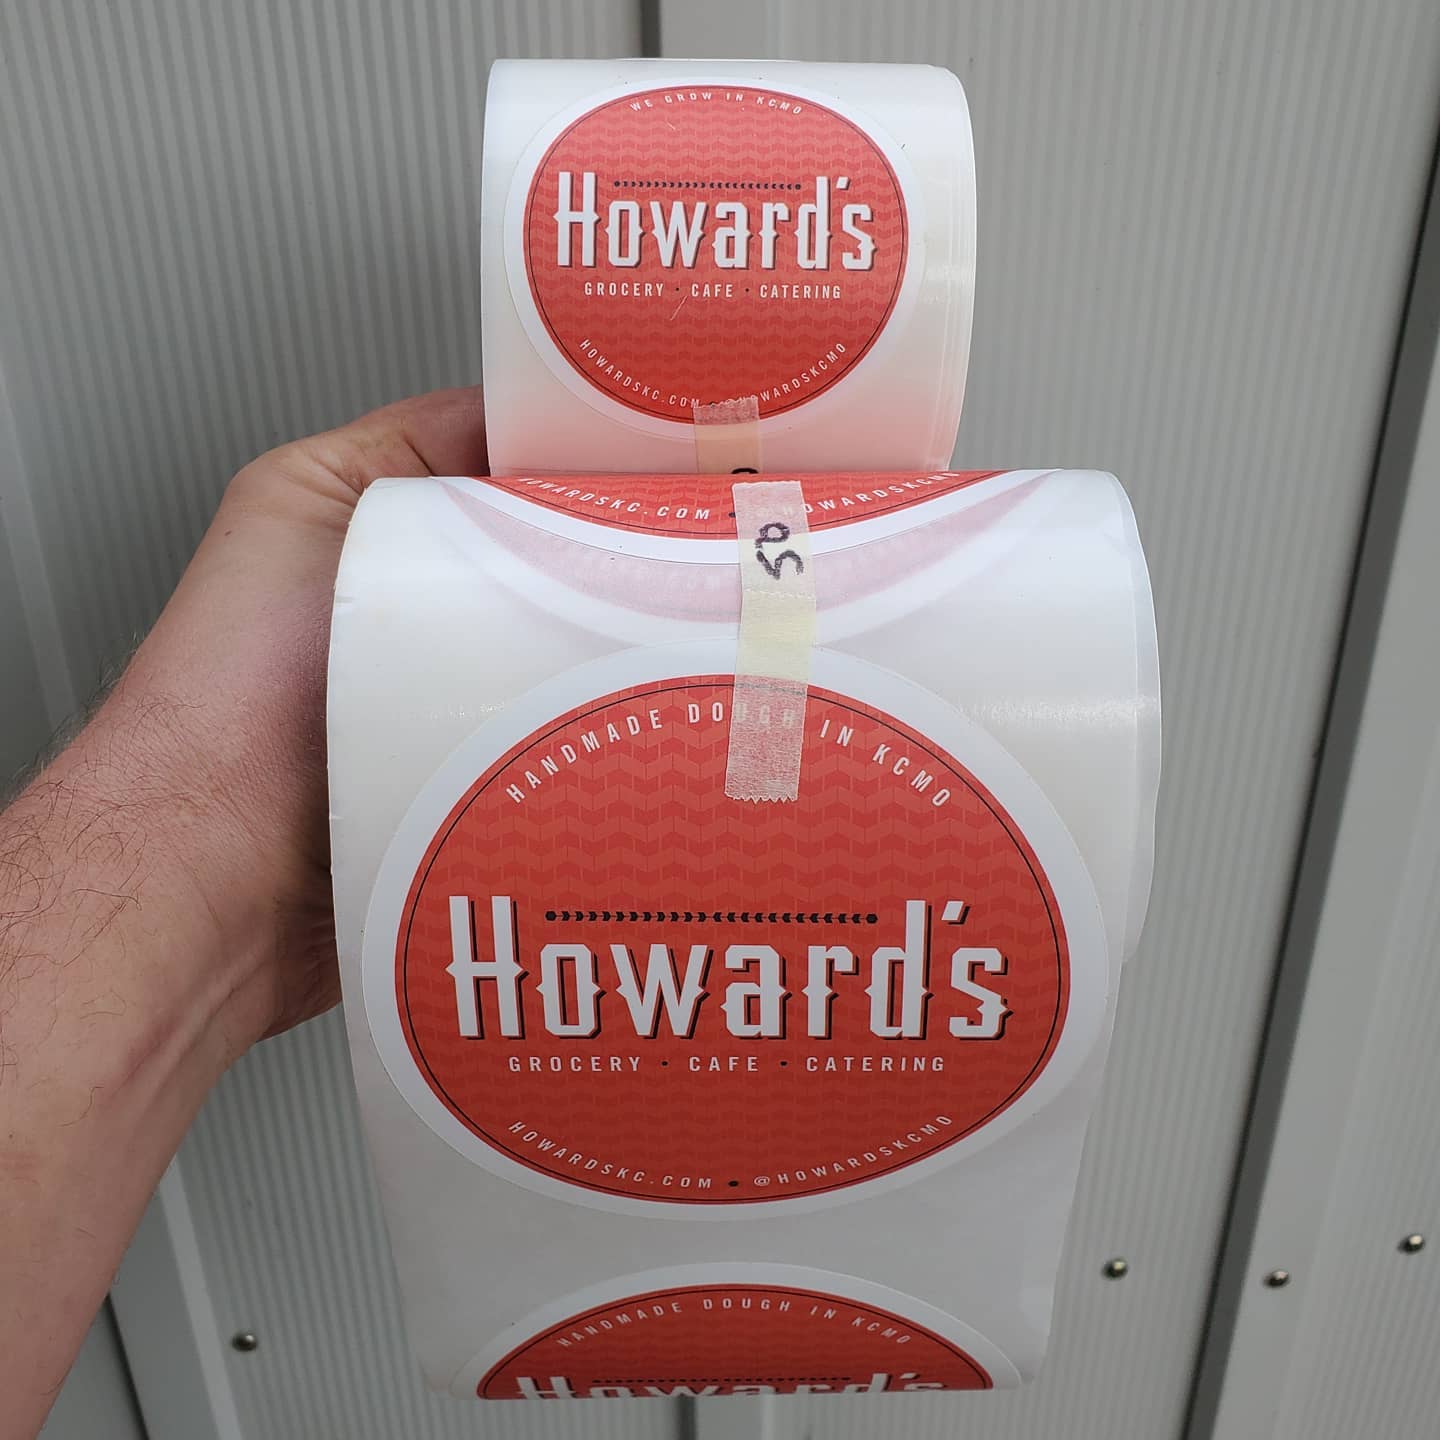 WE GROW IN KCMO
Howard's
GROCERY · CAFE · CATERING
HOWARDSKC.COM · @HOWARDSKCMO
HOWARDSKC.COM • HOWARDSKCMO
50
HANDMADE DOUGH IN KCMO
Howard's
GROCERY · CAFE · CATERING
HOWARDSKC.COM • @HOWARDSKCMO
HANDMADE DOUGH IN KCMO
Howard's